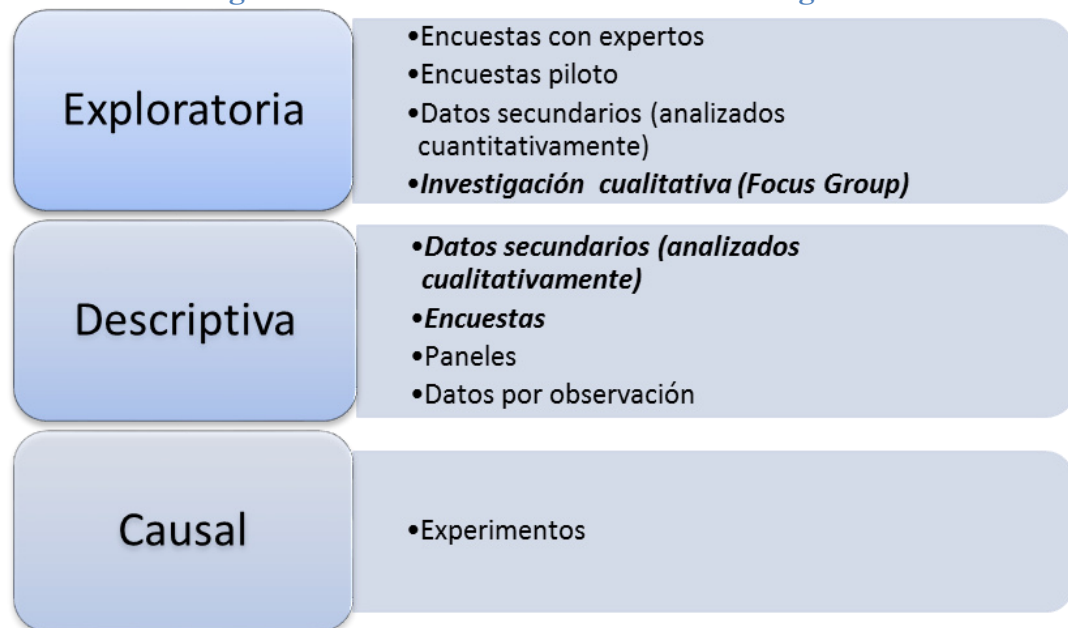 Exploratoria
•Encuestas con expertos
•Encuestas piloto
•Datos secundarios (analizados
cuantitativamente)
•Investigación cualitativa (Focus Group)
Descriptiva
•Datos secundarios (analizados
cualitativamente)
•Encuestas
•Paneles
•Datos por observación
Causal
•Experimentos